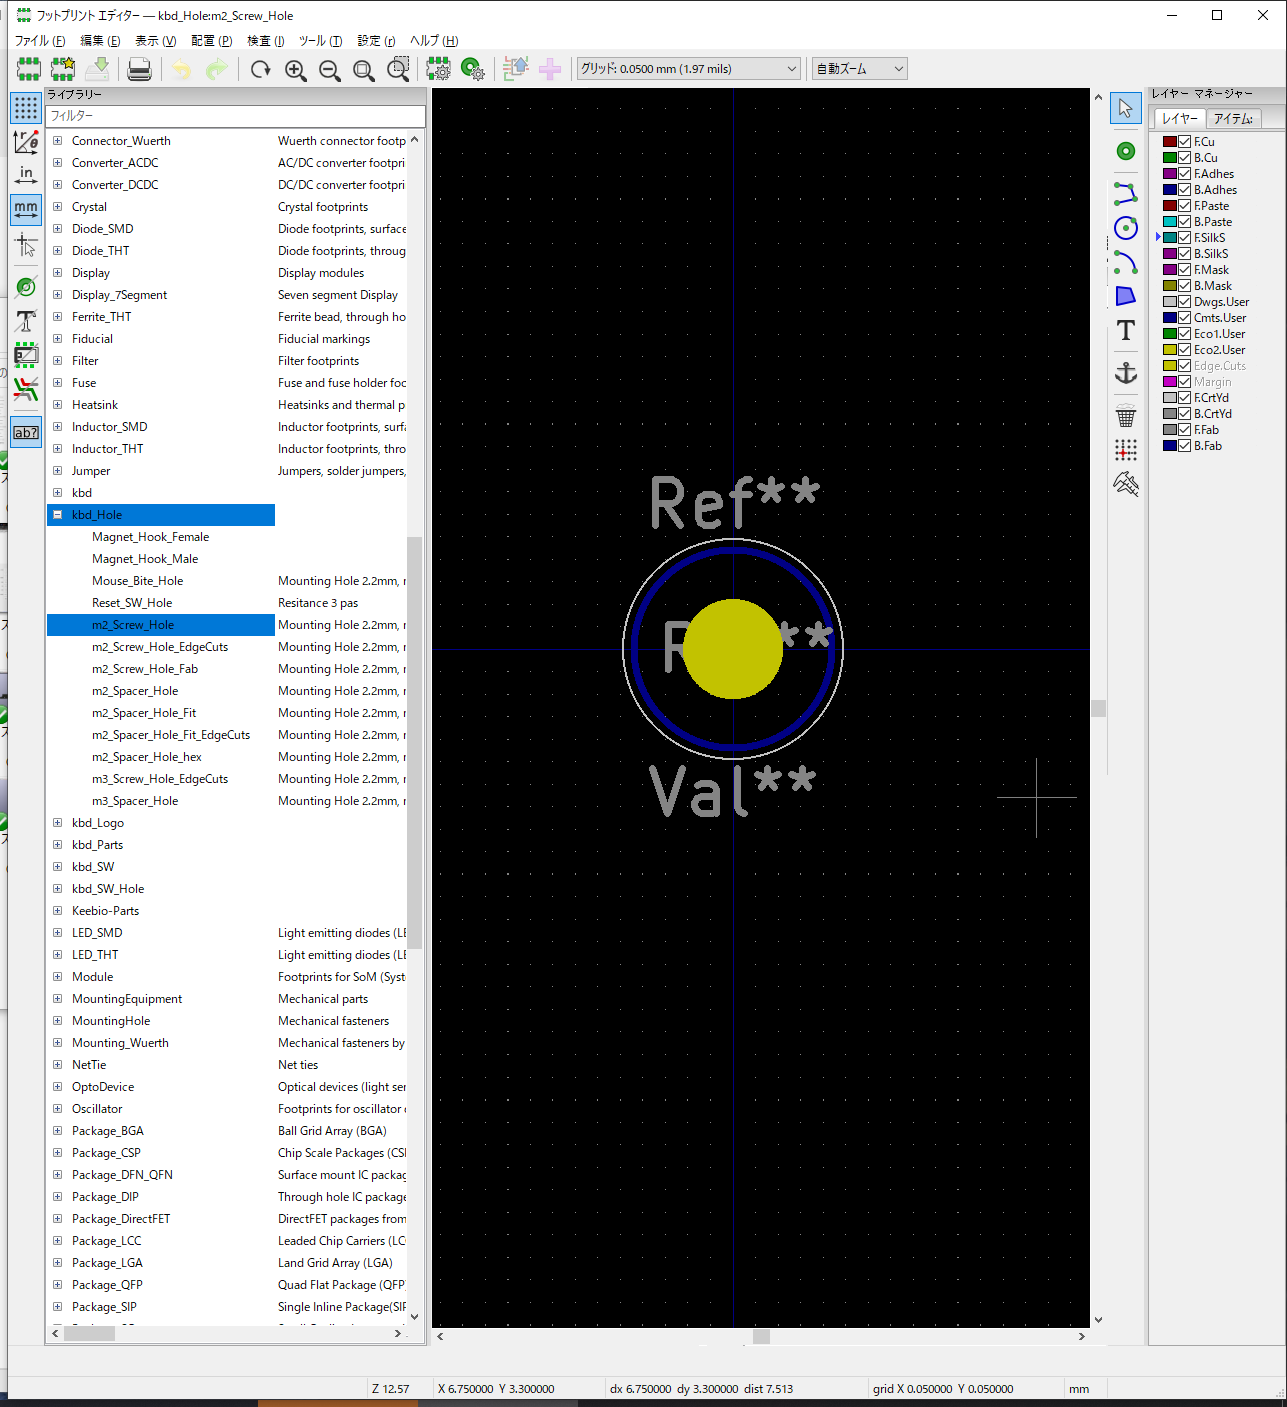 フットプリント エディター — kbd_Hole:m2_Screw_Hole
ファイル (F) 編集 (E) 表示 (V) 配置 (P) 検査 (I) ツール (T) 設定 (r) ヘルプ (H)
グリッド: 0.0500 mm (1.97 mils) 自動ズーム
ライブラリー
フィルター
Connector_Wuerth Wuerth connector footp
Converter_ACDC AC/DC converter footpri
Converter_DCDC DC/DC converter footpri
Crystal Crystal footprints
Diode_SMD Diode footprints, surface
Diode_THT Diode footprints, throug
Display Display modules
Display_7Segment Seven segment Display
Ferrite_THT Ferrite bead, through ho
Fiducial Fiducial markings
Filter Filter footprints
Fuse Fuse and fuse holder foo
Heatsink Heatsinks and thermal p
Inductor_SMD Inductor footprints, surfa
Inductor_THT Inductor footprints, thro
Jumper Jumpers, solder jumpers,
kbd
kbd_Hole
Magnet_Hook_Female
Magnet_Hook_Male
Mouse_Bite_Hole Mounting Hole 2.2mm, r
Reset_SW_Hole Resitance 3 pas
m2_Screw_Hole Mounting Hole 2.2mm, r
m2_Screw_Hole_EdgeCuts Mounting Hole 2.2mm, r
m2_Screw_Hole_Fab Mounting Hole 2.2mm, r
m2_Spacer_Hole Mounting Hole 2.2mm, r
m2_Spacer_Hole_Fit Mounting Hole 2.2mm, r
m2_Spacer_Hole_Fit_EdgeCuts Mounting Hole 2.2mm, r
m2_Spacer_Hole_hex Mounting Hole 2.2mm, r
m3_Screw_Hole_EdgeCuts Mounting Hole 2.2mm, r
m3_Spacer_Hole Mounting Hole 2.2mm, r
kbd_Logo
kbd_Parts
kbd_SW
kbd_SW_Hole
Keebio-Parts
LED_SMD Light emitting diodes (LE
LED_THT Light emitting diodes (LE
Module Footprints for SoM (Syst
MountingEquipment Mechanical parts
MountingHole Mechanical fasteners
Mounting_Wuerth Mechanical fasteners by
NetTie Net ties
OptoDevice Optical devices (light ser
Oscillator Footprints for oscillator
Package_BGA Ball Grid Array (BGA)
Package_CSP Chip Scale Packages (CSI
Package_DFN_QFN Surface mount IC packag
Package_DIP Through hole IC package
Package_DirectFET DirectFET packages from
Package_LCC Leaded Chip Carriers (LC
Package_LGA Land Grid Array (LGA)
Package_QFP Quad Flat Package (QFP
Package_SIP Single Inline Package(SIP
in
mm
ab?
Ref**
R **
Val**
T
レイヤー マネージャー
レイヤー アイテム:
F.Cu
B.Cu
F.Adhes
B.Adhes
F.Paste
B.Paste
F.SilkS
B.SilkS
F.Mask
B.Mask
Dwgs.User
Cmts.User
Eco1.User
Eco2.User
Edge.Cuts
Margin
F.CrtYd
B.CrtYd
F.Fab
B.Fab
Z 12.57 X 6.750000 Y 3.300000 dx 6.750000 dy 3.300000 dist 7.513 grid X 0.050000 Y 0.050000 mm